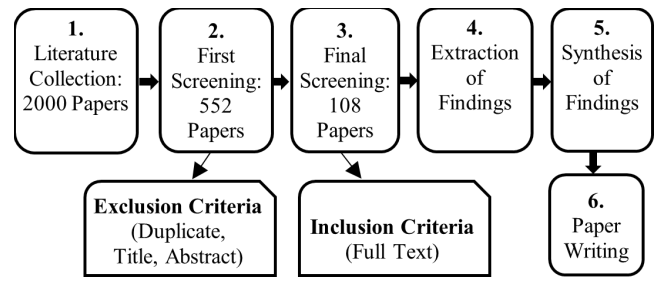 1.
Literature
Collection:
2000 Papers
2.
First
Screening:
552
Papers
3.
Final
Screening:
108
Papers
4.
Extraction
of
Findings
5.
Synthesis
of
Findings
Exclusion Criteria
(Duplicate,
Title, Abstract)
Inclusion Criteria
(Full Text)
6.
Paper
Writing